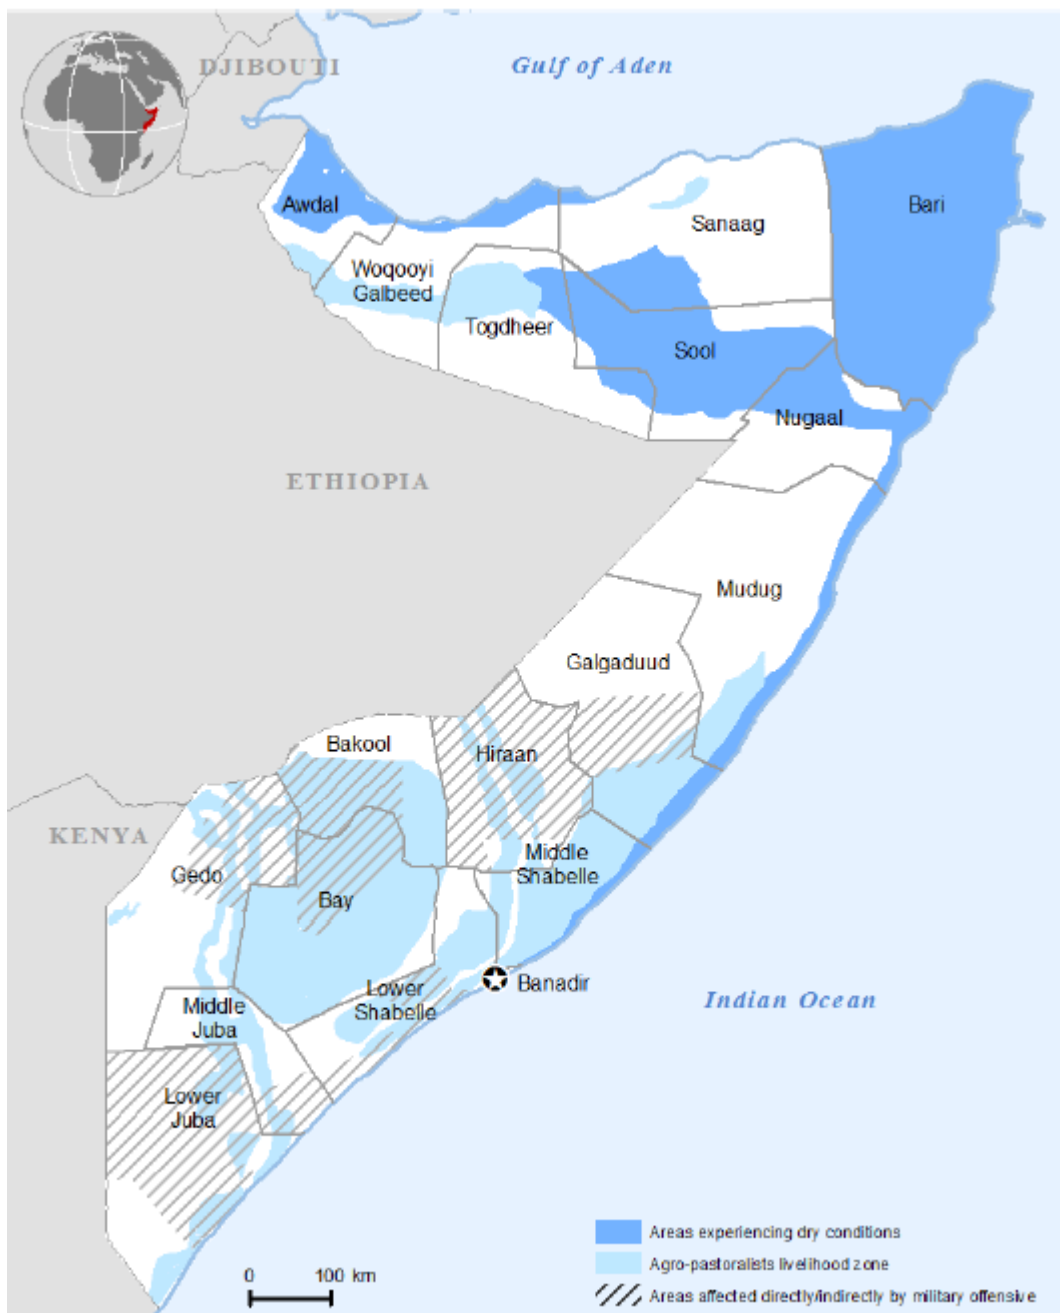 DJIBOUTI
Gulf of Aden
Awdal
Bari
Sanaag
Woqooyi
Galbeed
Togdheer
Sool
Nugaal
ETHIOPIA
Mudug
Galgaduud
Bakool
Hiraan
KENYA
Gedo
Middle
Shabelle
Bay
Banadir
Lower
Shabelle
Indian Ocean
Middle
Juba
Lower
Juba
Areas experiencing dry conditions
Agro-pastoralists livelihood zone
0 100 km
Areas affected directly/indirectly by military offensive